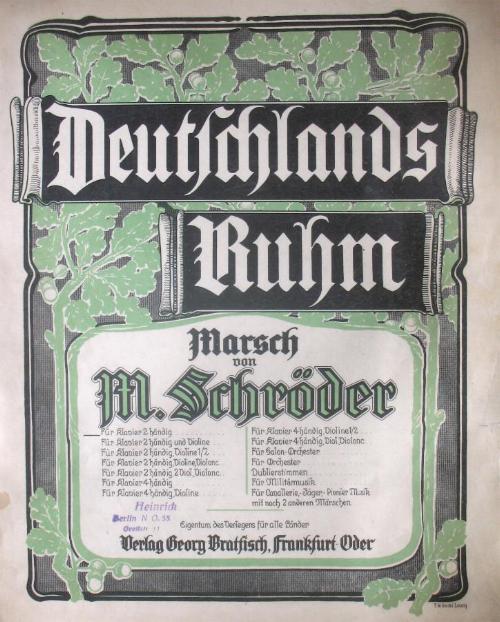 Deutschlands
Ruhm
Marsch
von
M. Schröder
Für Klavier 2 händig
Für Klavier 2 händig und Violine
Für Klavier 2 händig, Violine 1/2
Für Klavier 2 händig, Violine, Violonc.
Für Klavier 2 händig, 2 Viol., Violonc.
Für Klavier 4 händig
Für Klavier 4 händig, Violine
Für Klavier 4 händig, Violine 1/2
Für Klavier 4 händig, Viol., Violonc.
Für Salon-Orchester
Für Orchester
Dublierstimmen
Für Militärmusik
Für Cavallerie-, Jäger-, Pionier Musik
mit noch 2 anderen Märschen
Heinrich
Berlin N O. 55
Eigentum des Verlegers für alle Länder
Verlag Georg Bratfisch, Frankfurt Oder